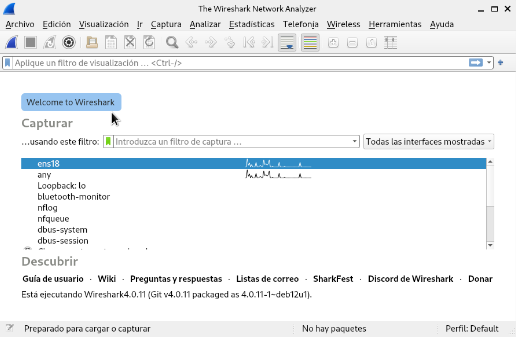 The Wireshark Network Analyzer
Archivo Edición Visualización Ir Captura Analizar Estadísticas Telefonía Wireless Herramientas Ayuda
Aplique un filtro de visualización ... <Ctrl-/>
Welcome to Wireshark
Capturar
...usando este filtro: Introduzca un filtro de captura ... Todas las interfaces mostradas
ens18
any
Loopback: lo
bluetooth-monitor
nflog
nfqueue
dbus-system
dbus-session
Descubrir
Guía de usuario · Wiki · Preguntas y respuestas · Listas de correo · SharkFest · Discord de Wireshark · Donar
Está ejecutando Wireshark4.0.11 (Git v4.0.11 packaged as 4.0.11-1~deb12u1).
Preparado para cargar o capturar No hay paquetes Perfil: Default